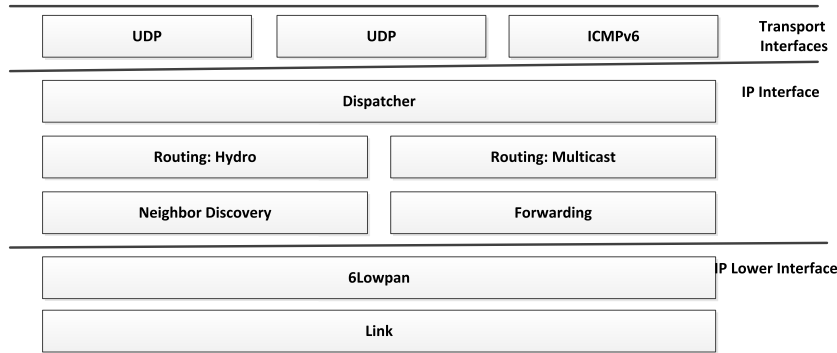 UDP
UDP
ICMPv6
Transport
Interfaces
Dispatcher
IP Interface
Routing: Hydro
Routing: Multicast
Neighbor Discovery
Forwarding
6Lowpan
IP Lower Interface
Link